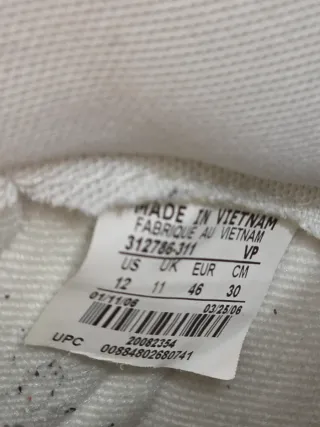 MADE IN VIETNAM
FABRIQUE AU VIETNAM
312786-311 VP
US UK EUR CM
12 11 46 30
01/11/06 03/25/06
20082354
UPC 00884802680741